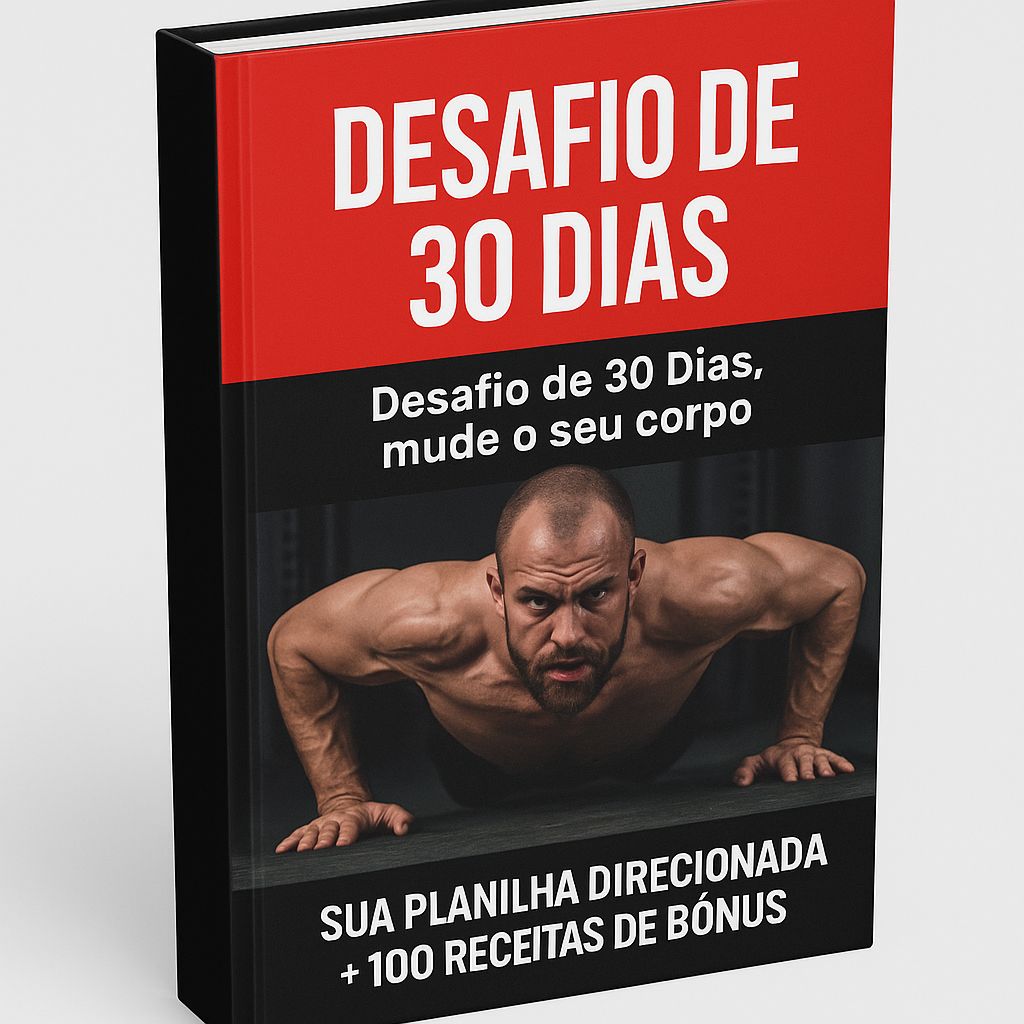 DESAFIO DE
30 DIAS
Desafio de 30 Dias,
mude o seu corpo
SUA PLANILHA DIRECIONADA
+ 100 RECEITAS DE BÓNUS